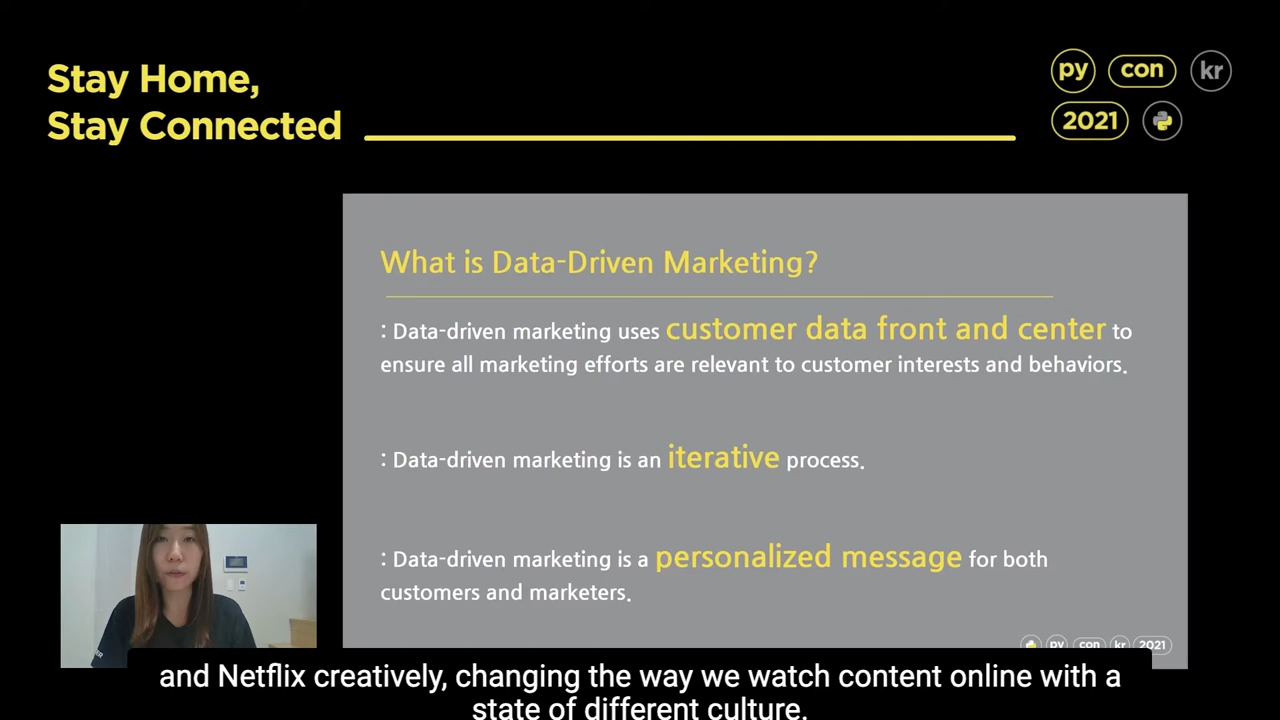 Stay Home,
Stay Connected
py con kr
2021
What is Data-Driven Marketing?
: Data-driven marketing uses customer data front and center to
ensure all marketing efforts are relevant to customer interests and behaviors.
: Data-driven marketing is an iterative process.
: Data-driven marketing is a personalized message for both
customers and marketers.
py con kr 2021
and Netflix creatively, changing the way we watch content online with a
state of different culture.